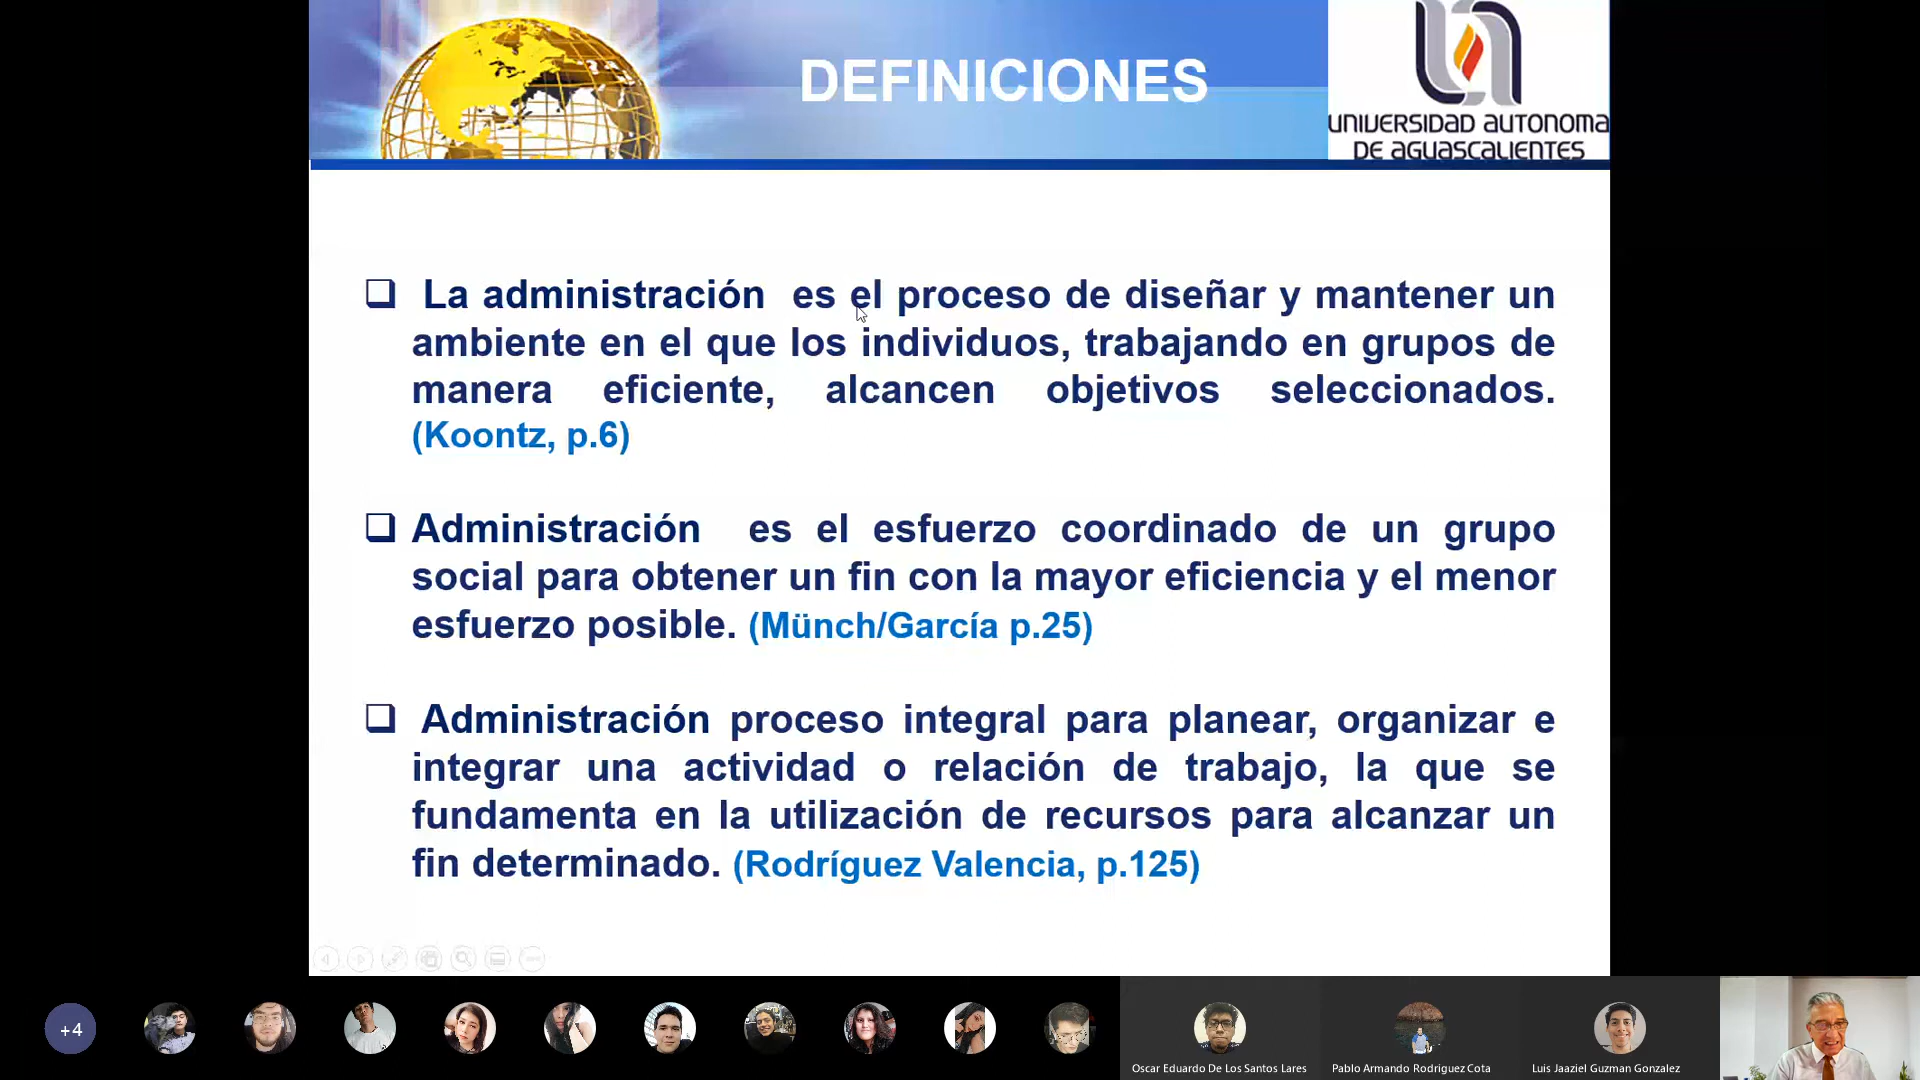 DEFINICIONES
UNIVERSIDAD AUTONOMA
DE AGUASCALIENTES
La administración es el proceso de diseñar y mantener un
ambiente en el que los individuos, trabajando en grupos de
manera eficiente, alcancen objetivos seleccionados.
(Koontz, p.6)
Administración es el esfuerzo coordinado de un grupo
social para obtener un fin con la mayor eficiencia y el menor
esfuerzo posible. (Münch/García p.25)
Administración proceso integral para planear, organizar e
integrar una actividad o relación de trabajo, la que se
fundamenta en la utilización de recursos para alcanzar un
fin determinado. (Rodríguez Valencia, p.125)
+4
Oscar Eduardo De Los Santos Lares
Pablo Armando Rodriguez Cota
Luis Jaaziel Guzman Gonzalez